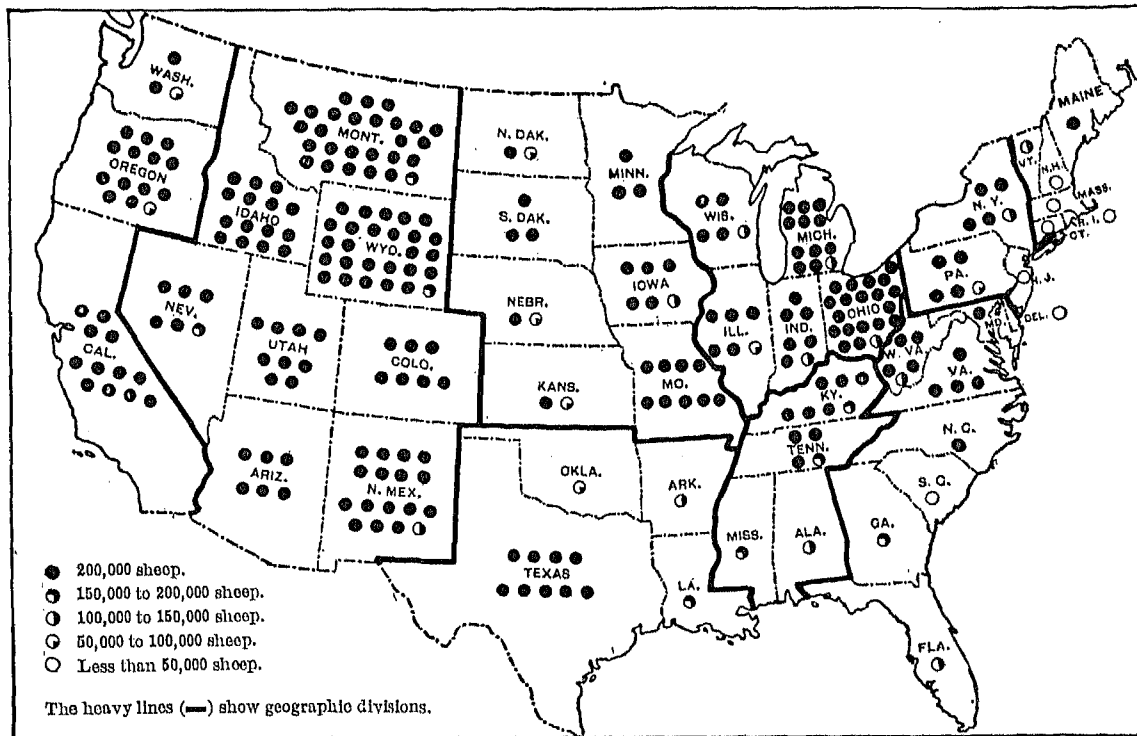 WASH.
OREGON
CAL.
NEV.
IDAHO
MONT.
WYO.
UTAH
COLO.
ARIZ.
N. MEX.
N. DAK.
S. DAK.
NEBR.
KANS.
OKLA.
TEXAS
MINN.
IOWA
MO.
ARK.
LA.
WIS.
MICH.
ILL.
IND.
OHIO
KY.
TENN.
MISS.
ALA.
MAINE
VT.
N.H.
MASS.
R. I.
CT.
N. Y.
PA.
N. J.
DEL.
MD.
W. VA.
VA.
N. C.
S. C.
GA.
FLA.
200,000 sheep.
150,000 to 200,000 sheep.
100,000 to 150,000 sheep.
50,000 to 100,000 sheep.
Less than 50,000 sheep.
The heavy lines (▬) show geographic divisions.